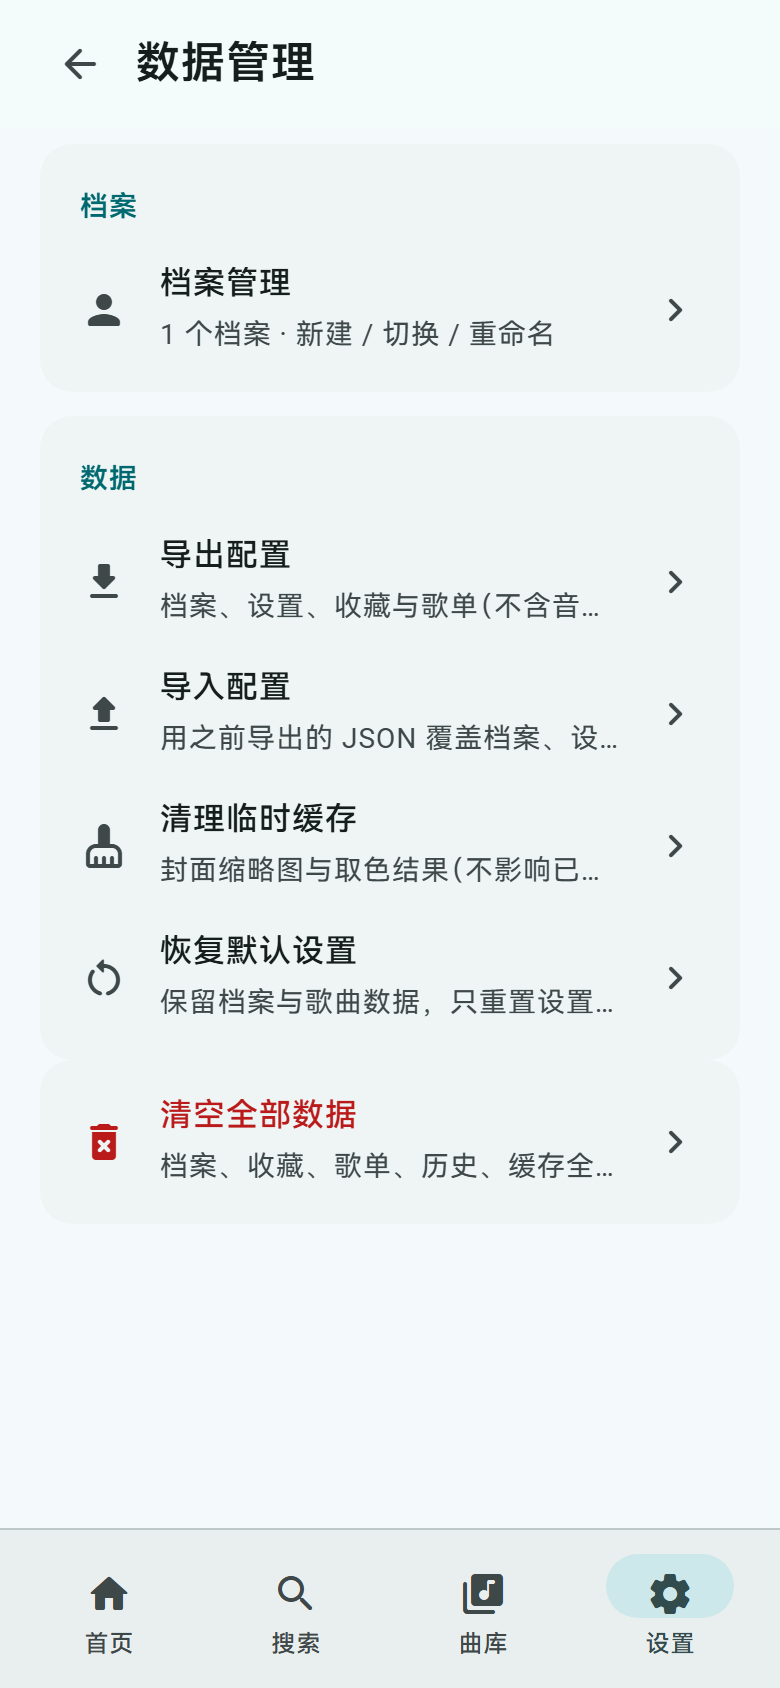 数据管理
档案
档案管理
1 个档案 · 新建 / 切换 / 重命名
数据
导出配置
档案、设置、收藏与歌单(不含音…
导入配置
用之前导出的 JSON 覆盖档案、设…
清理临时缓存
封面缩略图与取色结果(不影响已…
恢复默认设置
保留档案与歌曲数据，只重置设置…
清空全部数据
档案、收藏、歌单、历史、缓存全…
首页
搜索
曲库
设置